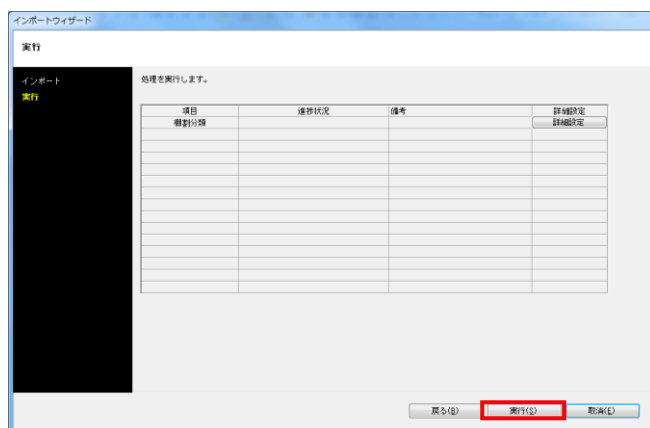 インポートウィザード
実行
インポート
実行
処理を実行します。
項目 進捗状況 備考 詳細設定
棚割分類 詳細設定
戻る(B) 実行(S) 取消(E)